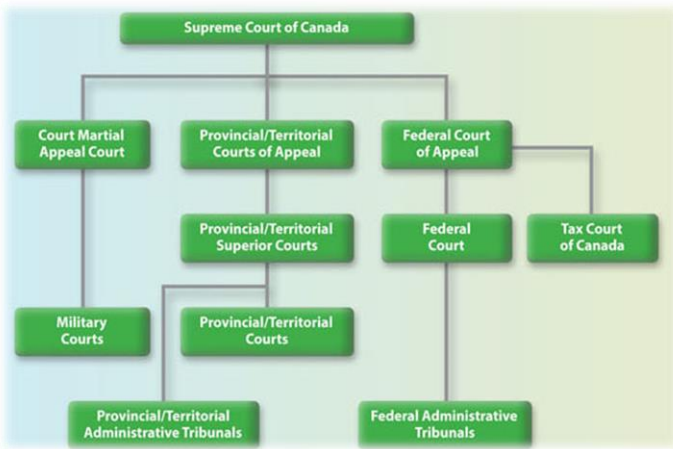 Supreme Court of Canada
Court Martial
Appeal Court
Provincial/Territorial
Courts of Appeal
Federal Court
of Appeal
Provincial/Territorial
Superior Courts
Federal
Court
Tax Court
of Canada
Military
Courts
Provincial/Territorial
Courts
Provincial/Territorial
Administrative Tribunals
Federal Administrative
Tribunals